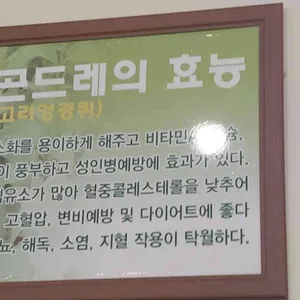 곤드레의 효능
고려엉겅퀴)
소화를 용이하게 해주고 비타민
이 풍부하고 성인병예방에 효과가 있다.
유소가 많아 혈중콜레스테롤을 낮추어
고혈압, 변비예방 및 다이어트에 좋다
뇨, 해독, 소염, 지혈 작용이 탁월하다.